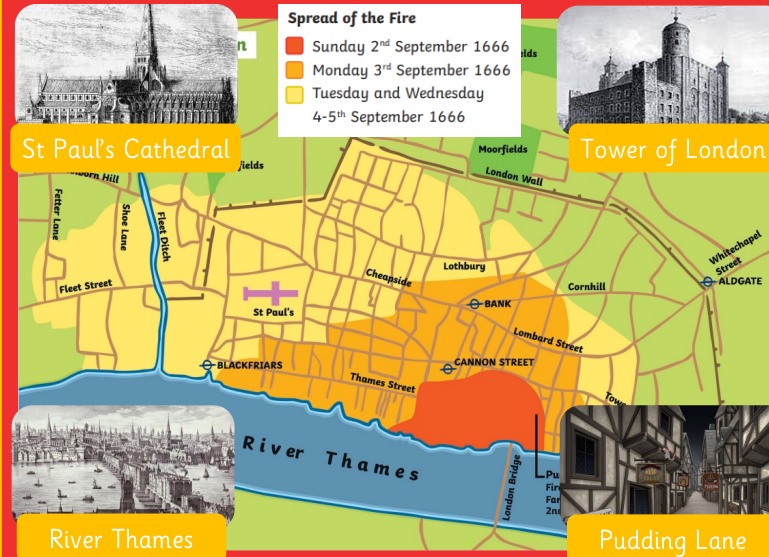 Spread of the Fire
Sunday 2nd September 1666
Monday 3rd September 1666
Tuesday and Wednesday
4-5th September 1666
St Paul's Cathedral
Tower of London
Moorfields
London Wall
Fetter Lane
Shoe Lane
Fleet Ditch
Fleet Street
Whitechapel
Street
ALDGATE
Lothbury
Cheapside
Cornhill
BANK
St Paul's
Lombard Street
CANNON STREET
BLACKFRIARS
Thames Street
River Thames
London Bridge
River Thames
Pudding Lane